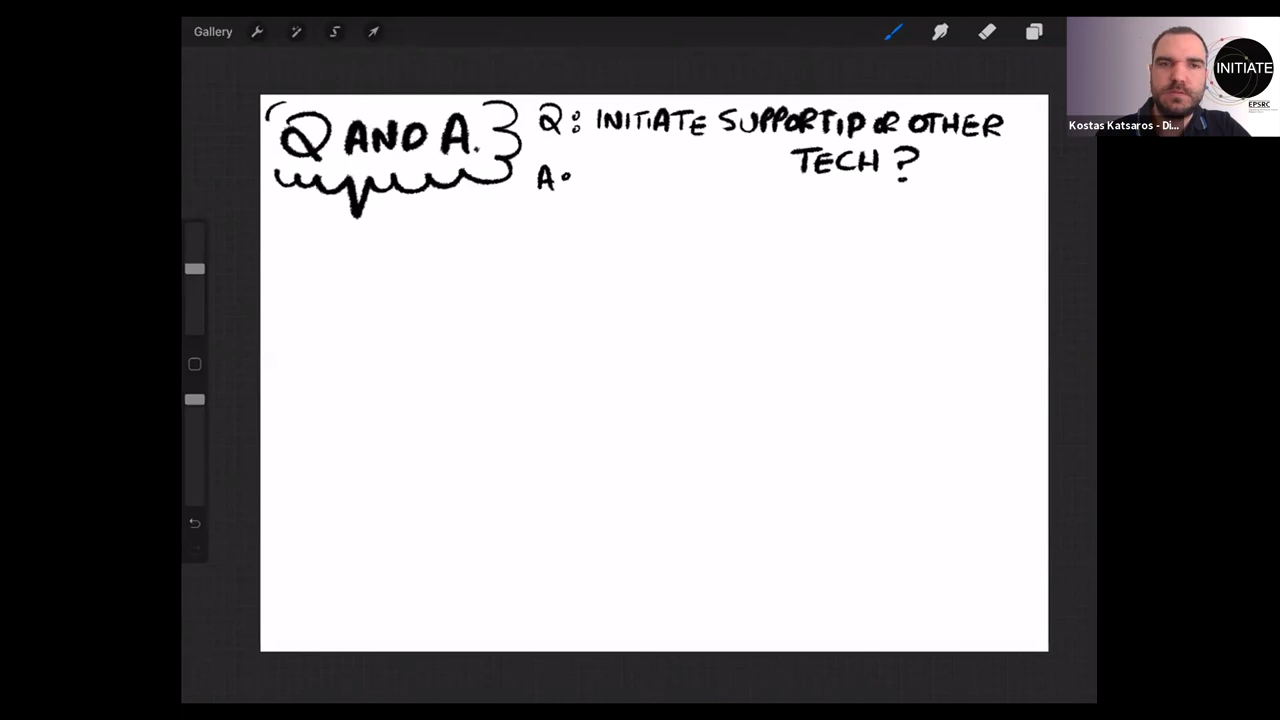 Gallery
INITIATE
EPSRC
Kostas Katsaros - Di...
Q AND A.
Q: INITIATE SUPPORT IP OR OTHER
TECH?
A: